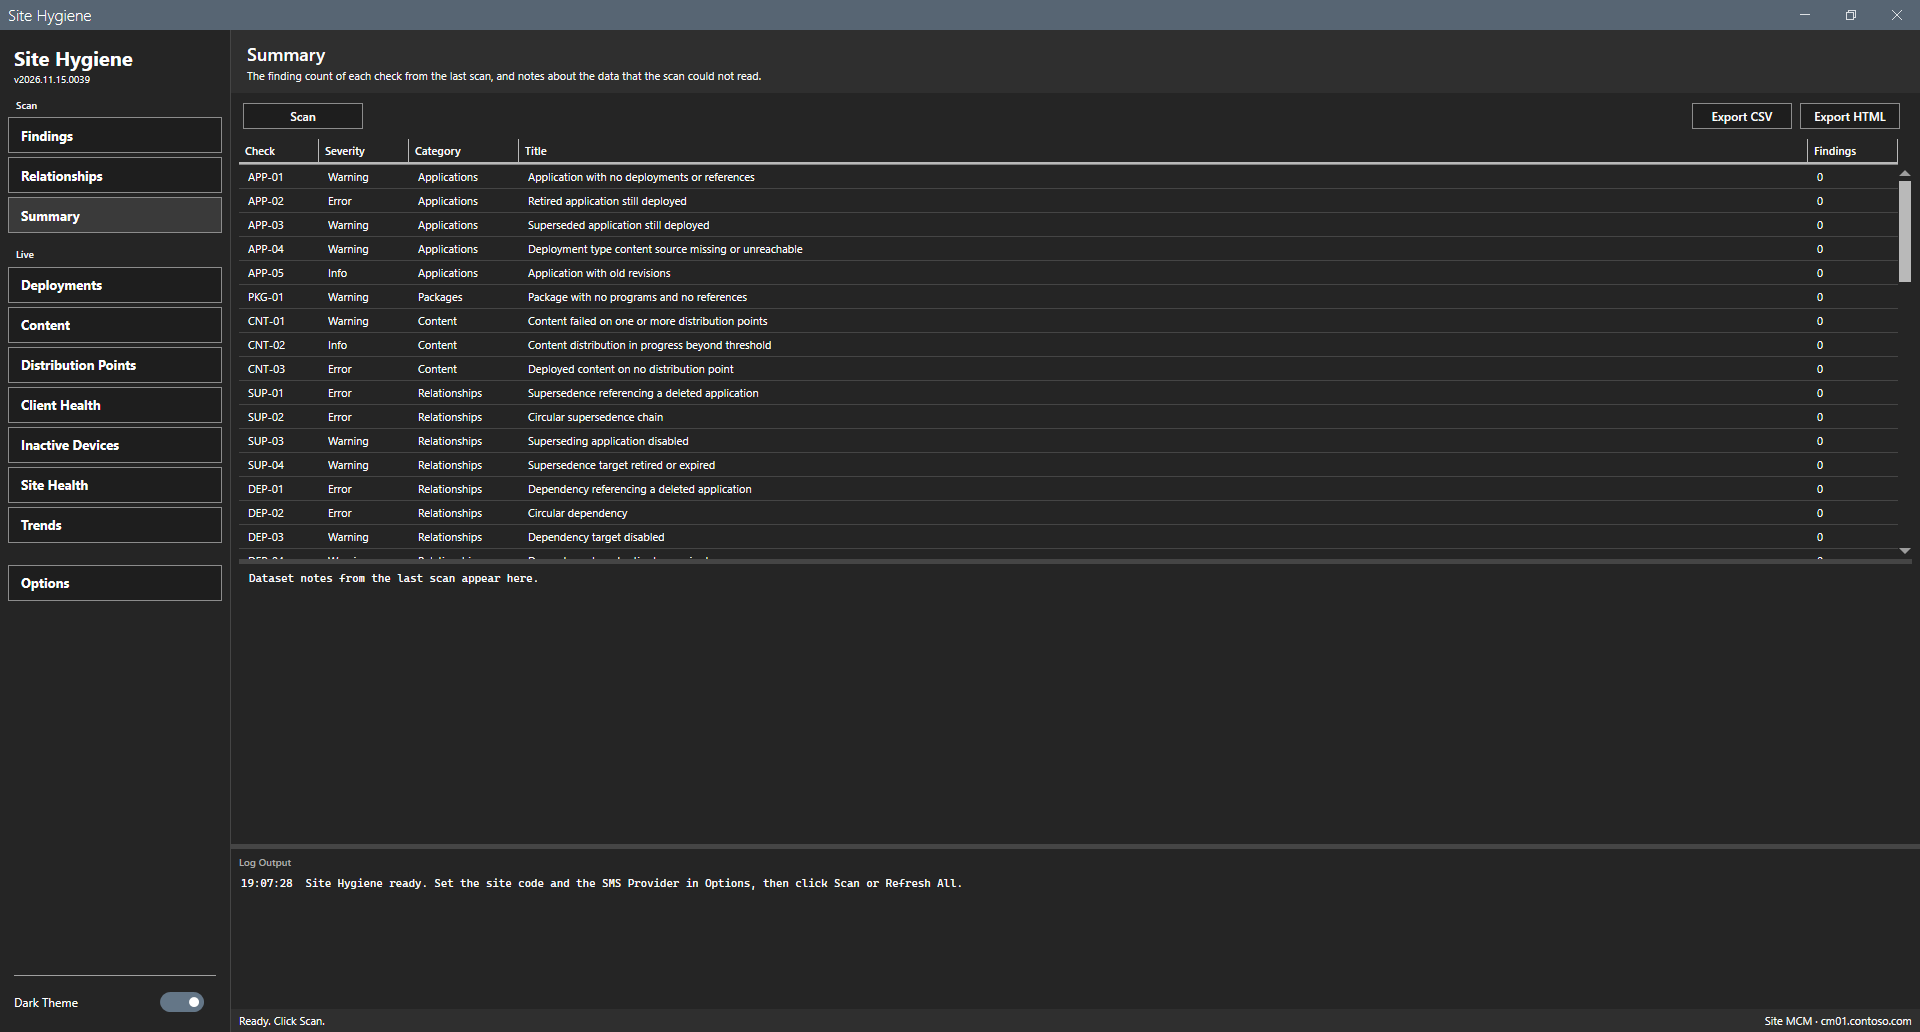 Site Hygiene
Site Hygiene
v2026.11.15.0039
Scan
Findings
Relationships
Summary
Live
Deployments
Content
Distribution Points
Client Health
Inactive Devices
Site Health
Trends
Options
Dark Theme
Summary
The finding count of each check from the last scan, and notes about the data that the scan could not read.
Scan
Export CSV
Export HTML
Check Severity Category Title Findings
APP-01 Warning Applications Application with no deployments or references 0
APP-02 Error Applications Retired application still deployed 0
APP-03 Warning Applications Superseded application still deployed 0
APP-04 Warning Applications Deployment type content source missing or unreachable 0
APP-05 Info Applications Application with old revisions 0
PKG-01 Warning Packages Package with no programs and no references 0
CNT-01 Warning Content Content failed on one or more distribution points 0
CNT-02 Info Content Content distribution in progress beyond threshold 0
CNT-03 Error Content Deployed content on no distribution point 0
SUP-01 Error Relationships Supersedence referencing a deleted application 0
SUP-02 Error Relationships Circular supersedence chain 0
SUP-03 Warning Relationships Superseding application disabled 0
SUP-04 Warning Relationships Supersedence target retired or expired 0
DEP-01 Error Relationships Dependency referencing a deleted application 0
DEP-02 Error Relationships Circular dependency 0
DEP-03 Warning Relationships Dependency target disabled 0
Dataset notes from the last scan appear here.
Log Output
19:07:28 Site Hygiene ready. Set the site code and the SMS Provider in Options, then click Scan or Refresh All.
Ready. Click Scan.
Site MCM · cm01.contoso.com